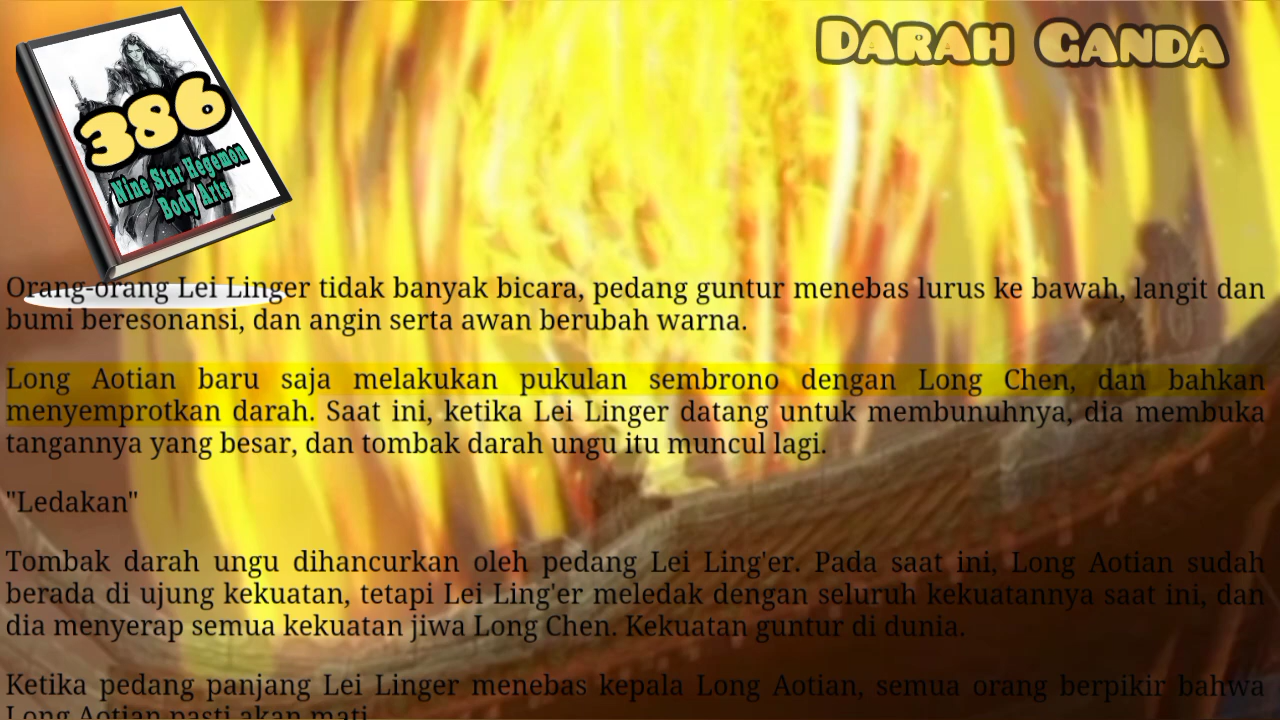 DARAH GANDA
386
Nine Star Hegemon
Body Arts
Orang-orang Lei Linger tidak banyak bicara, pedang guntur menebas lurus ke bawah, langit dan
bumi beresonansi, dan angin serta awan berubah warna.
Long Aotian baru saja melakukan pukulan sembrono dengan Long Chen, dan bahkan
menyemprotkan darah. Saat ini, ketika Lei Linger datang untuk membunuhnya, dia membuka
tangannya yang besar, dan tombak darah ungu itu muncul lagi.
"Ledakan"
Tombak darah ungu dihancurkan oleh pedang Lei Ling'er. Pada saat ini, Long Aotian sudah
berada di ujung kekuatan, tetapi Lei Ling'er meledak dengan seluruh kekuatannya saat ini, dan
dia menyerap semua kekuatan jiwa Long Chen. Kekuatan guntur di dunia.
Ketika pedang panjang Lei Linger menebas kepala Long Aotian, semua orang berpikir bahwa
Long Aotian pasti akan mati